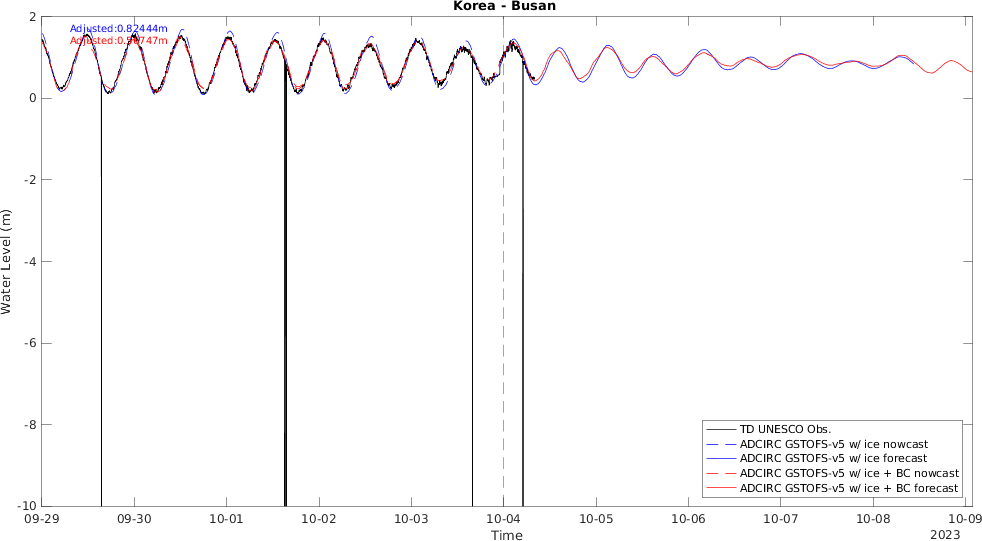 Korea - Busan
Adjusted:0.82444m
2
0
-2
-4
-6
-8
-10
Water Level (m)
09-29
09-30
10-01
10-02
10-03
10-04
10-05
10-06
10-07
10-08
10-09
Time
2023
TD UNESCO Obs.
ADCIRC GSTOFS-v5 w/ ice nowcast
ADCIRC GSTOFS-v5 w/ ice forecast
ADCIRC GSTOFS-v5 w/ ice + BC nowcast
ADCIRC GSTOFS-v5 w/ ice + BC forecast